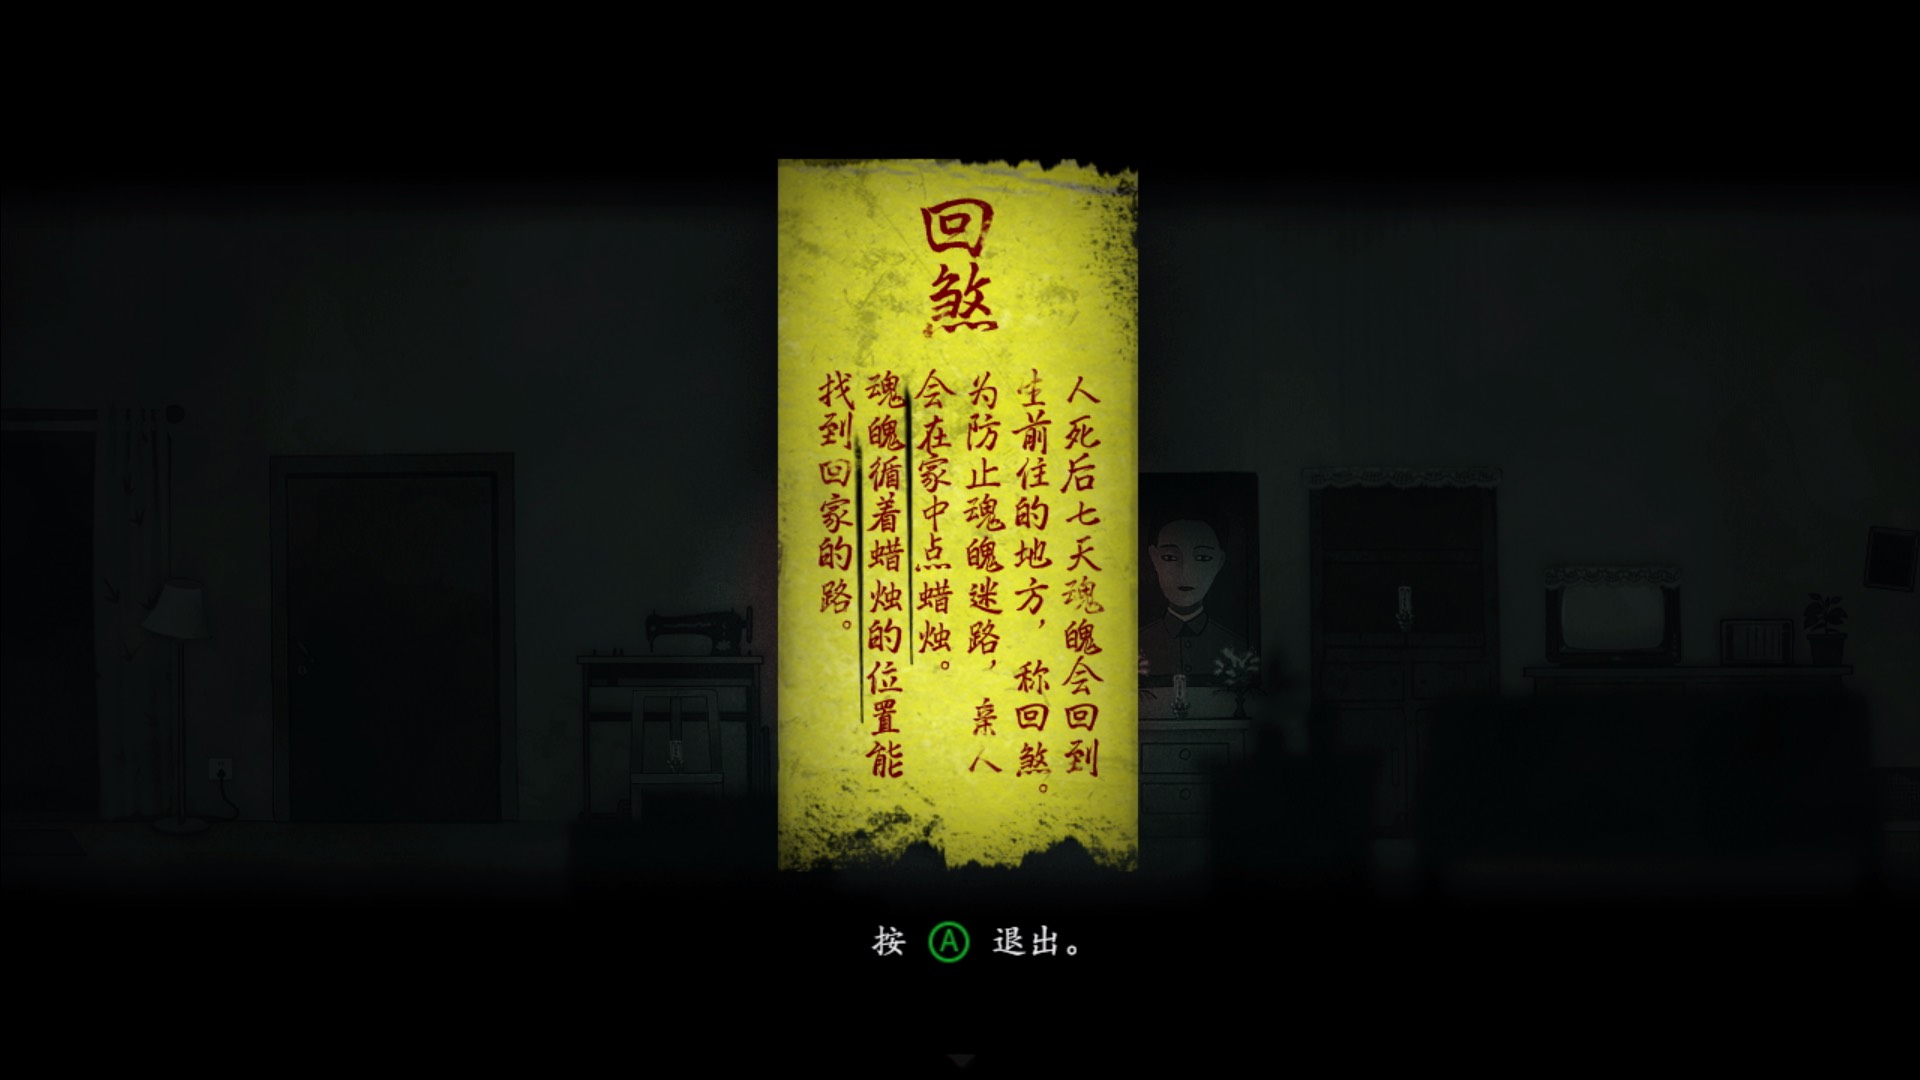 回煞
人死后七天魂魄会回到
生前住的地方，称回煞。
为防止魂魄迷路，亲人
会在家中点蜡烛。
魂魄循着蜡烛的位置能
找到回家的路。
按 A 退出。